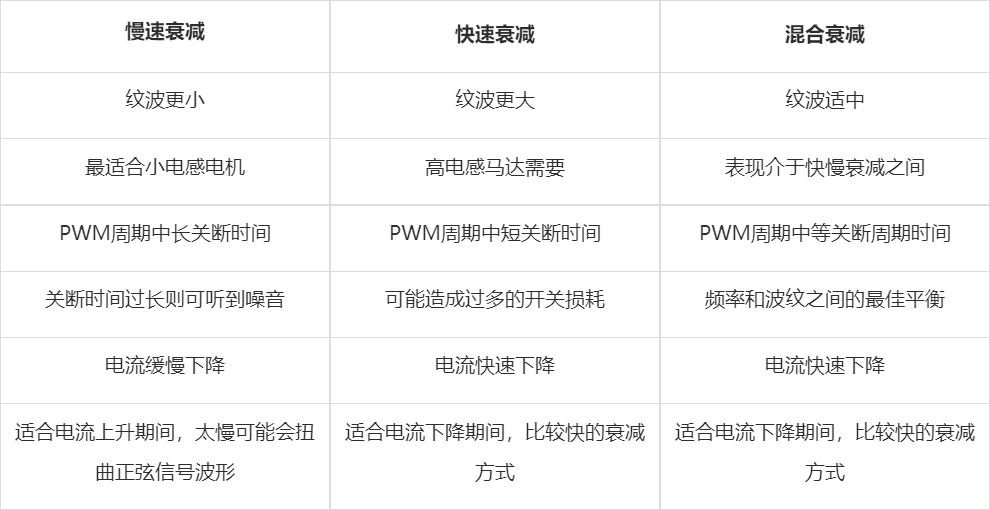 慢速衰减 快速衰减 混合衰减
纹波更小 纹波更大 纹波适中
最适合小电感电机 高电感马达需要 表现介于快慢衰减之间
PWM周期中长关断时间 PWM周期中短关断时间 PWM周期中等关断周期时间
关断时间过长则可听到噪音 可能造成过多的开关损耗 频率和波纹之间的最佳平衡
电流缓慢下降 电流快速下降 电流快速下降
适合电流上升期间，太慢可能会扭 适合电流下降期间，比较快的衰减 适合电流下降期间，比较快的衰减
曲正弦信号波形 方式 方式